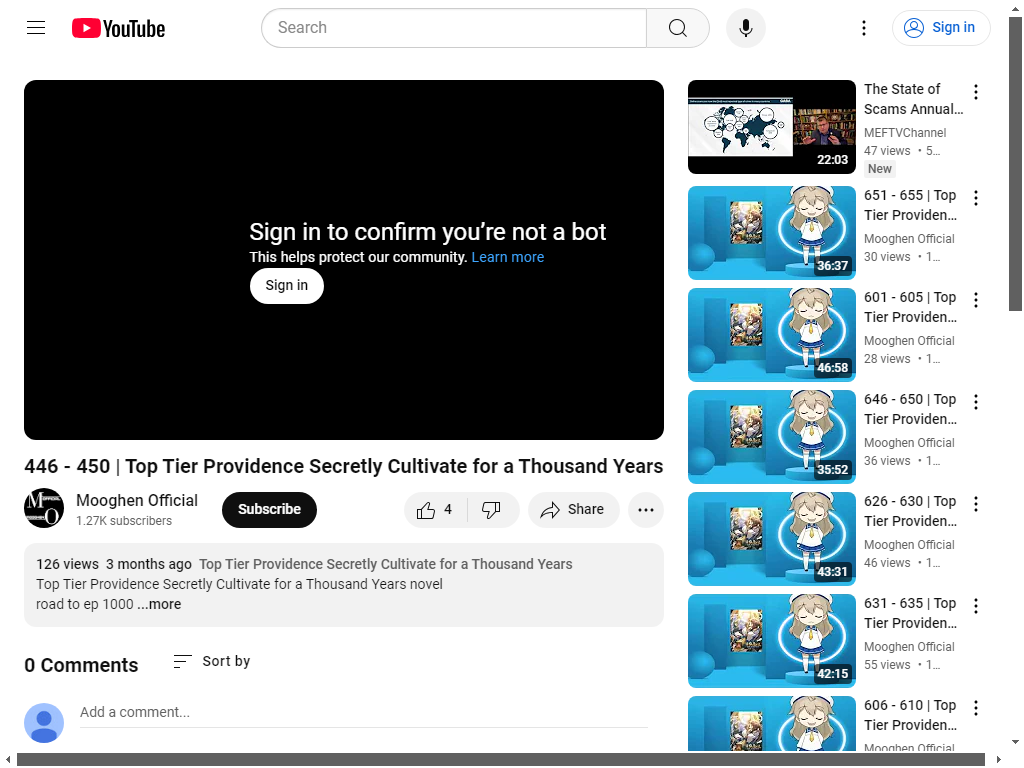 YouTube
Search
Sign in
Sign in to confirm you're not a bot
This helps protect our community. Learn more
Sign in
446 - 450 | Top Tier Providence Secretly Cultivate for a Thousand Years
Mooghen Official
1.27K subscribers
Subscribe
4
Share
126 views 3 months ago Top Tier Providence Secretly Cultivate for a Thousand Years
Top Tier Providence Secretly Cultivate for a Thousand Years novel
road to ep 1000 ...more
0 Comments
Sort by
Add a comment...
22:03
The State of
Scams Annual...
MEFTVChannel
47 views • 5...
New
36:37
651 - 655 | Top
Tier Providen...
Mooghen Official
30 views • 1...
46:58
601 - 605 | Top
Tier Providen...
Mooghen Official
28 views • 1...
35:52
646 - 650 | Top
Tier Providen...
Mooghen Official
36 views • 1...
43:31
626 - 630 | Top
Tier Providen...
Mooghen Official
46 views • 1...
42:15
631 - 635 | Top
Tier Providen...
Mooghen Official
55 views • 1...
606 - 610 | Top
Tier Providen...
Mooghen Official